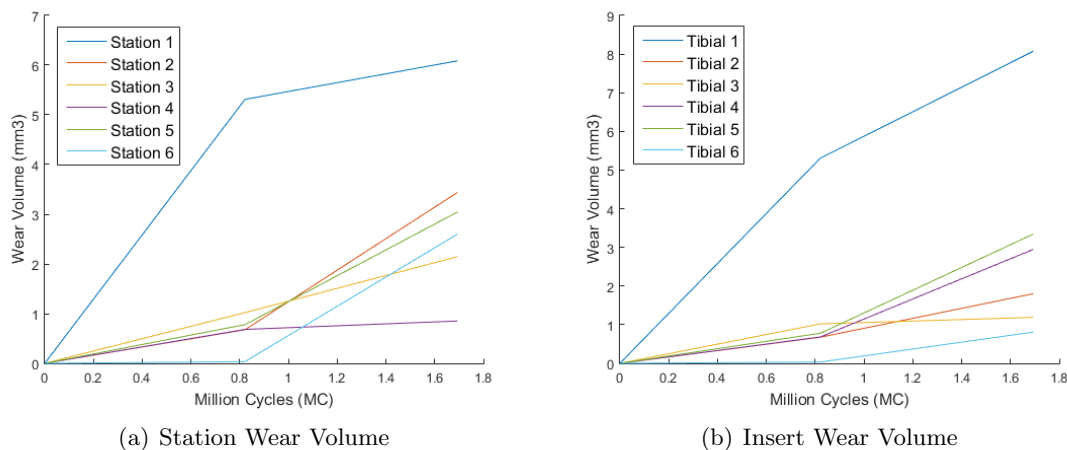 7
6
5
4
3
2
1
0
Wear Volume (mm3)
Station 1
Station 2
Station 3
Station 4
Station 5
Station 6
0 0.2 0.4 0.6 0.8 1 1.2 1.4 1.6 1.8
Million Cycles (MC)
(a) Station Wear Volume
9
8
7
6
5
4
3
2
1
0
Wear Volume (mm3)
Tibial 1
Tibial 2
Tibial 3
Tibial 4
Tibial 5
Tibial 6
0 0.2 0.4 0.6 0.8 1 1.2 1.4 1.6 1.8
Million Cycles (MC)
(b) Insert Wear Volume